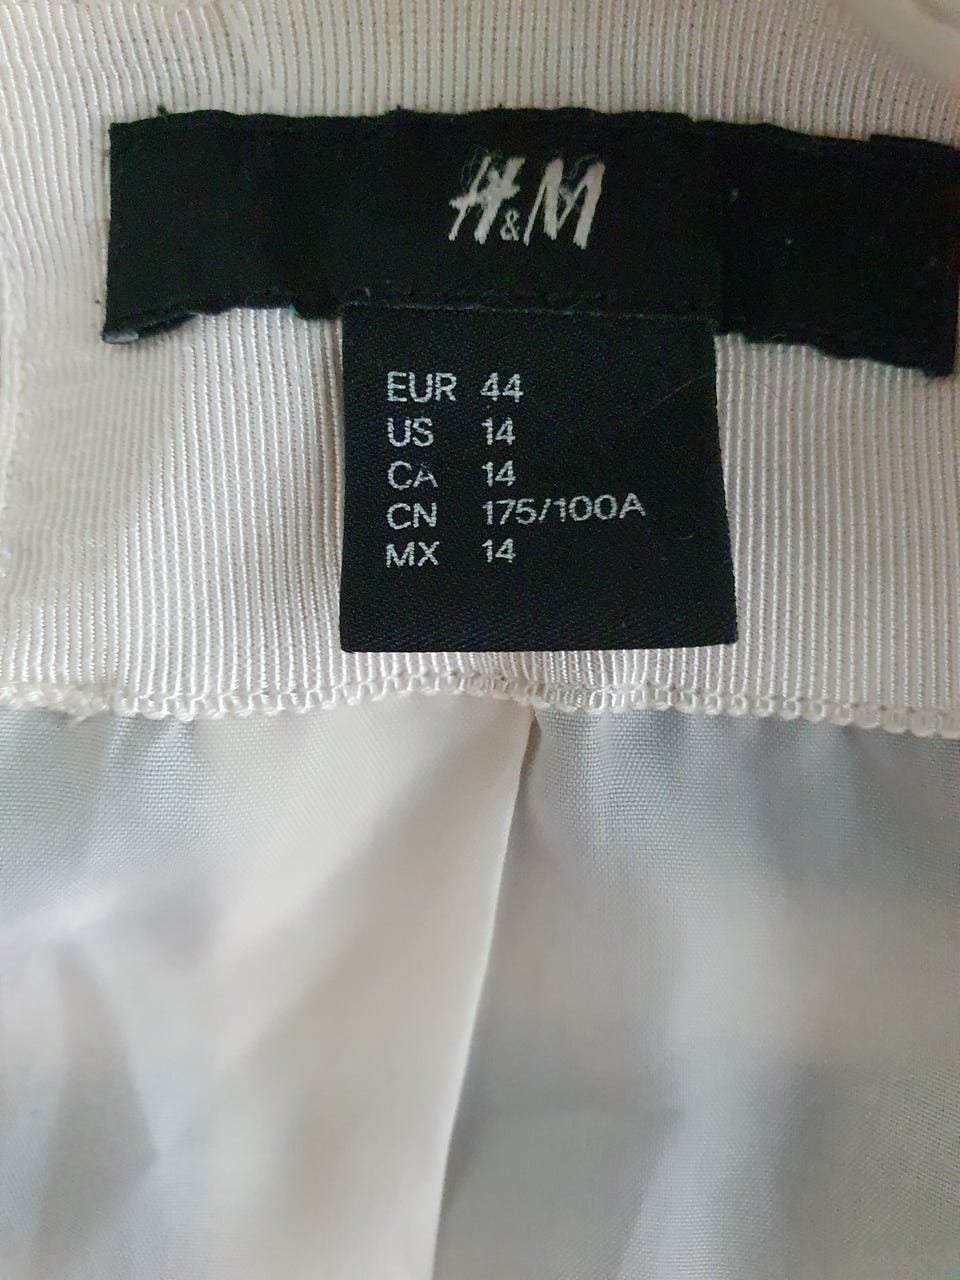 H&M
EUR 44
US 14
CA 14
CN 175/100A
MX 14